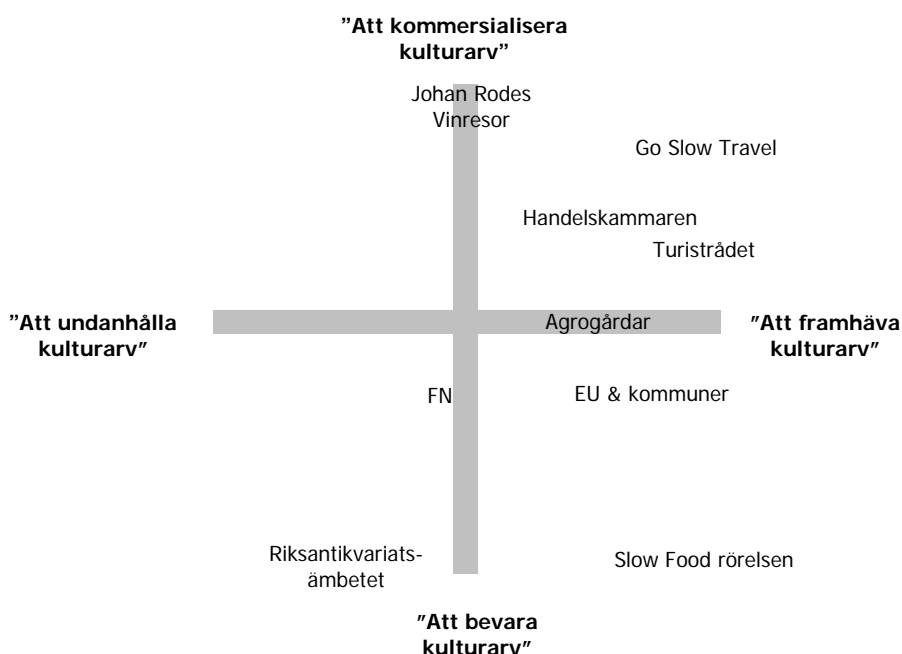 ”Att kommersialisera
kulturarv”
Johan Rodes
Vinresor
Go Slow Travel
Handelskammaren
Turistrådet
”Att undanhålla
kulturarv”
Agrogårdar
”Att framhäva
kulturarv”
FN
EU & kommuner
Riksantikvariats-
ämbetet
Slow Food rörelsen
”Att bevara
kulturarv”